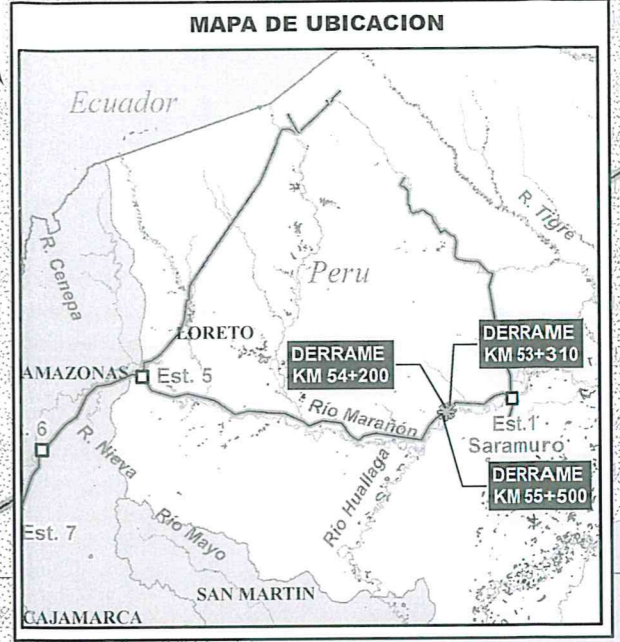 MAPA DE UBICACION
Ecuador
R. Tigre
R. Cenepa
Peru
LORETO
DERRAME
KM 53+310
DERRAME
KM 54+200
AMAZONAS
Est. 5
Río Marañón
Est.1
Saramuro
6
R. Nieva
Río Huallaga
DERRAME
KM 55+500
Est. 7
Río Mayo
SAN MARTIN
CAJAMARCA